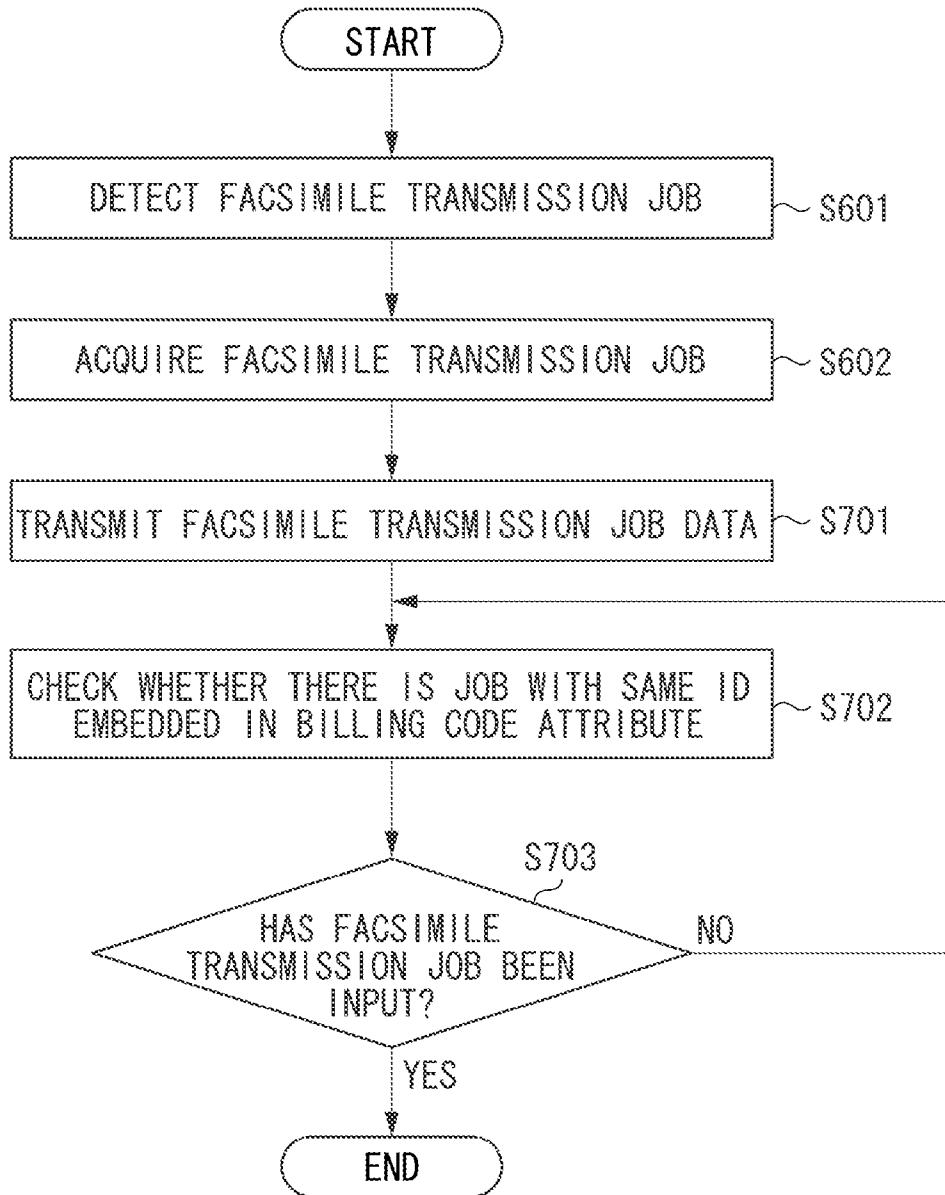 START
DETECT FACSIMILE TRANSMISSION JOB
S601
ACQUIRE FACSIMILE TRANSMISSION JOB
S602
TRANSMIT FACSIMILE TRANSMISSION JOB DATA
S701
CHECK WHETHER THERE IS JOB WITH SAME ID
EMBEDDED IN BILLING CODE ATTRIBUTE
S702
S703
HAS FACSIMILE
TRANSMISSION JOB BEEN
INPUT?
NO
YES
END